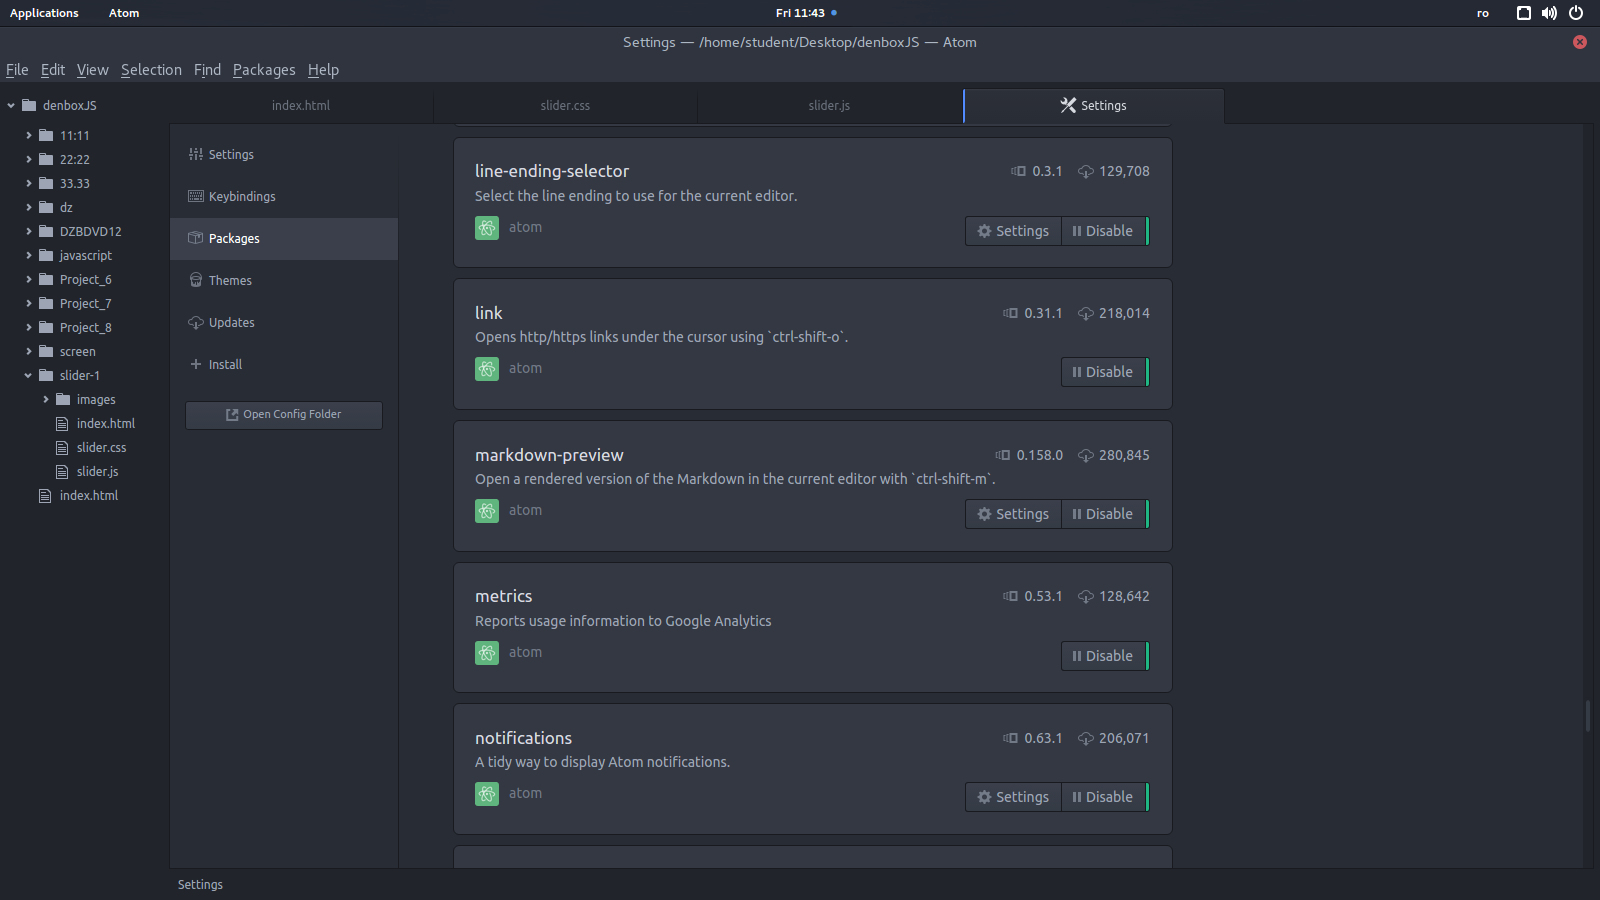 Applications Atom Fri 11:43 ro
Settings — /home/student/Desktop/denboxJS — Atom
File Edit View Selection Find Packages Help
denboxJS
11:11
22:22
33.33
dz
DZBDVD12
javascript
Project_6
Project_7
Project_8
screen
slider-1
images
index.html
slider.css
slider.js
index.html
index.html slider.css slider.js Settings
Settings
Keybindings
Packages
Themes
Updates
Install
Open Config Folder
line-ending-selector 0.3.1 129,708
Select the line ending to use for the current editor.
atom Settings Disable
link 0.31.1 218,014
Opens http/https links under the cursor using `ctrl-shift-o`.
atom Disable
markdown-preview 0.158.0 280,845
Open a rendered version of the Markdown in the current editor with `ctrl-shift-m`.
atom Settings Disable
metrics 0.53.1 128,642
Reports usage information to Google Analytics
atom Disable
notifications 0.63.1 206,071
A tidy way to display Atom notifications.
atom Settings Disable
Settings